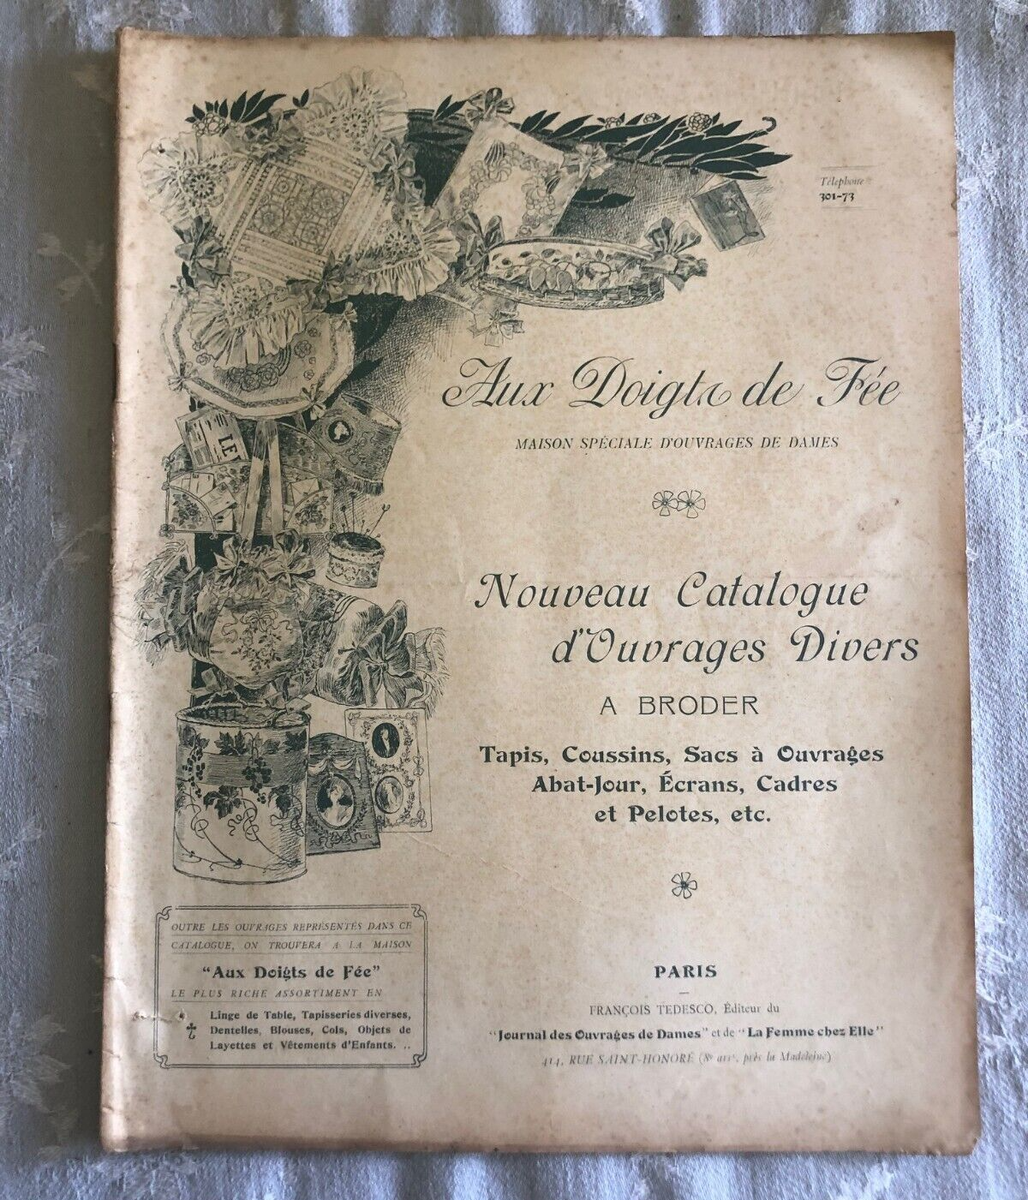 Téléphone
301-73
Aux Doigts de Fée
MAISON SPÉCIALE D'OUVRAGES DE DAMES
LE
Nouveau Catalogue
d'Ouvrages Divers
A BRODER
Tapis, Coussins, Sacs à Ouvrages
Abat-Jour, Écrans, Cadres
et Pelotes, etc.
OUTRE LES OUVRAGES REPRÉSENTÉS DANS CE
CATALOGUE, ON TROUVERA A LA MAISON
"Aux Doigts de Fée"
LE PLUS RICHE ASSORTIMENT EN
Linge de Table, Tapisseries diverses,
Dentelles, Blouses, Cols, Objets de
Layettes et Vêtements d'Enfants. ..
PARIS
FRANÇOIS TEDESCO, Éditeur du
"Journal des Ouvrages de Dames" et de "La Femme chez Elle"
414, RUE SAINT-HONORÉ (8e arrt, près la Madeleine)